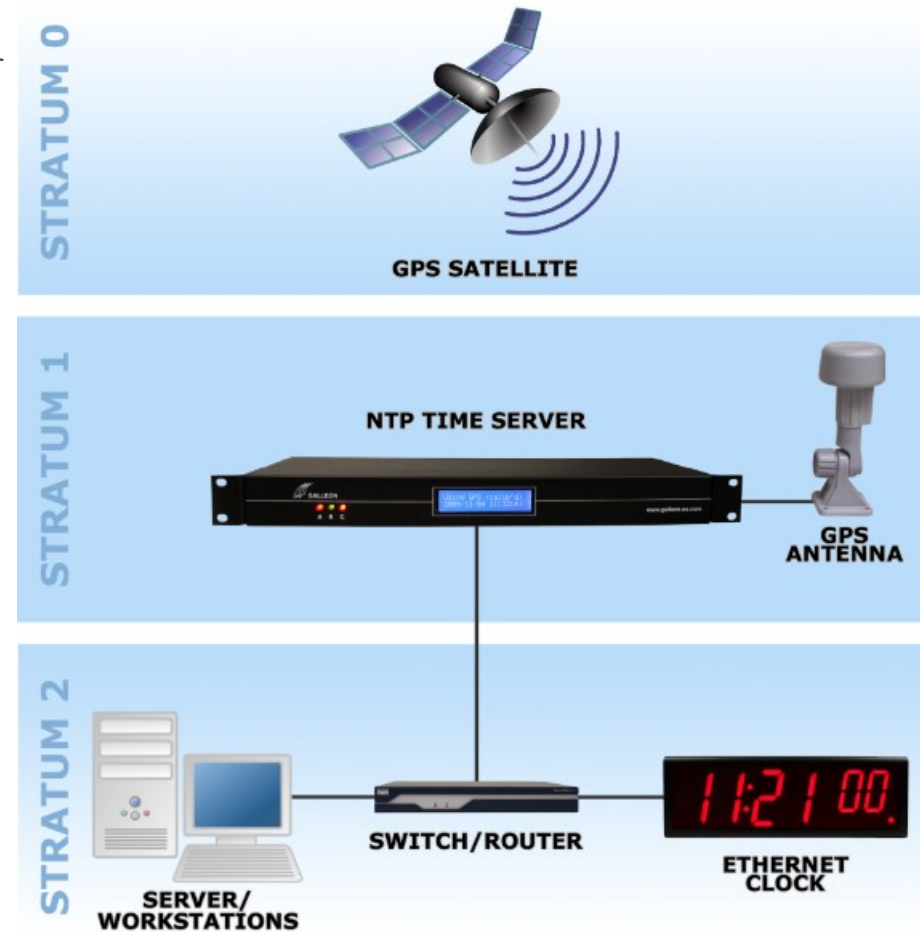 STRATUM 0
GPS SATELLITE
STRATUM 1
NTP TIME SERVER
GALLEON
A B C
GPS
ANTENNA
STRATUM 2
11:21 00
SWITCH/ROUTER
ETHERNET
CLOCK
SERVER/
WORKSTATIONS